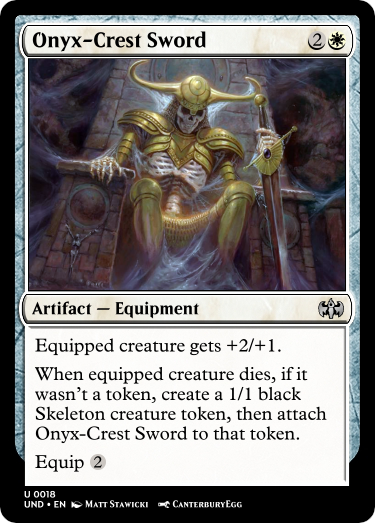 Onyx-Crest Sword 2
Artifact — Equipment
Equipped creature gets +2/+1.
When equipped creature dies, if it
wasn't a token, create a 1/1 black
Skeleton creature token, then attach
Onyx-Crest Sword to that token.
Equip 2
U 0018
UND • EN Matt Stawicki CanterburyEgg